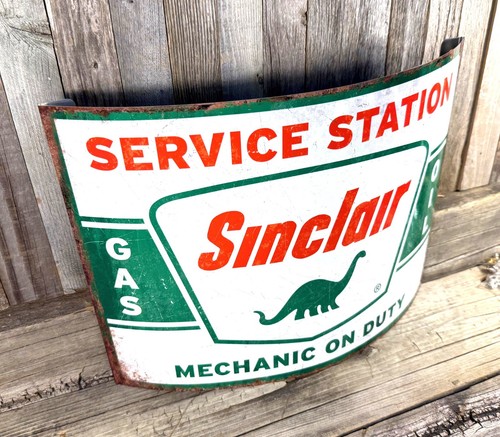 SERVICE STATION
Sinclair
®
GAS
MECHANIC ON DUTY